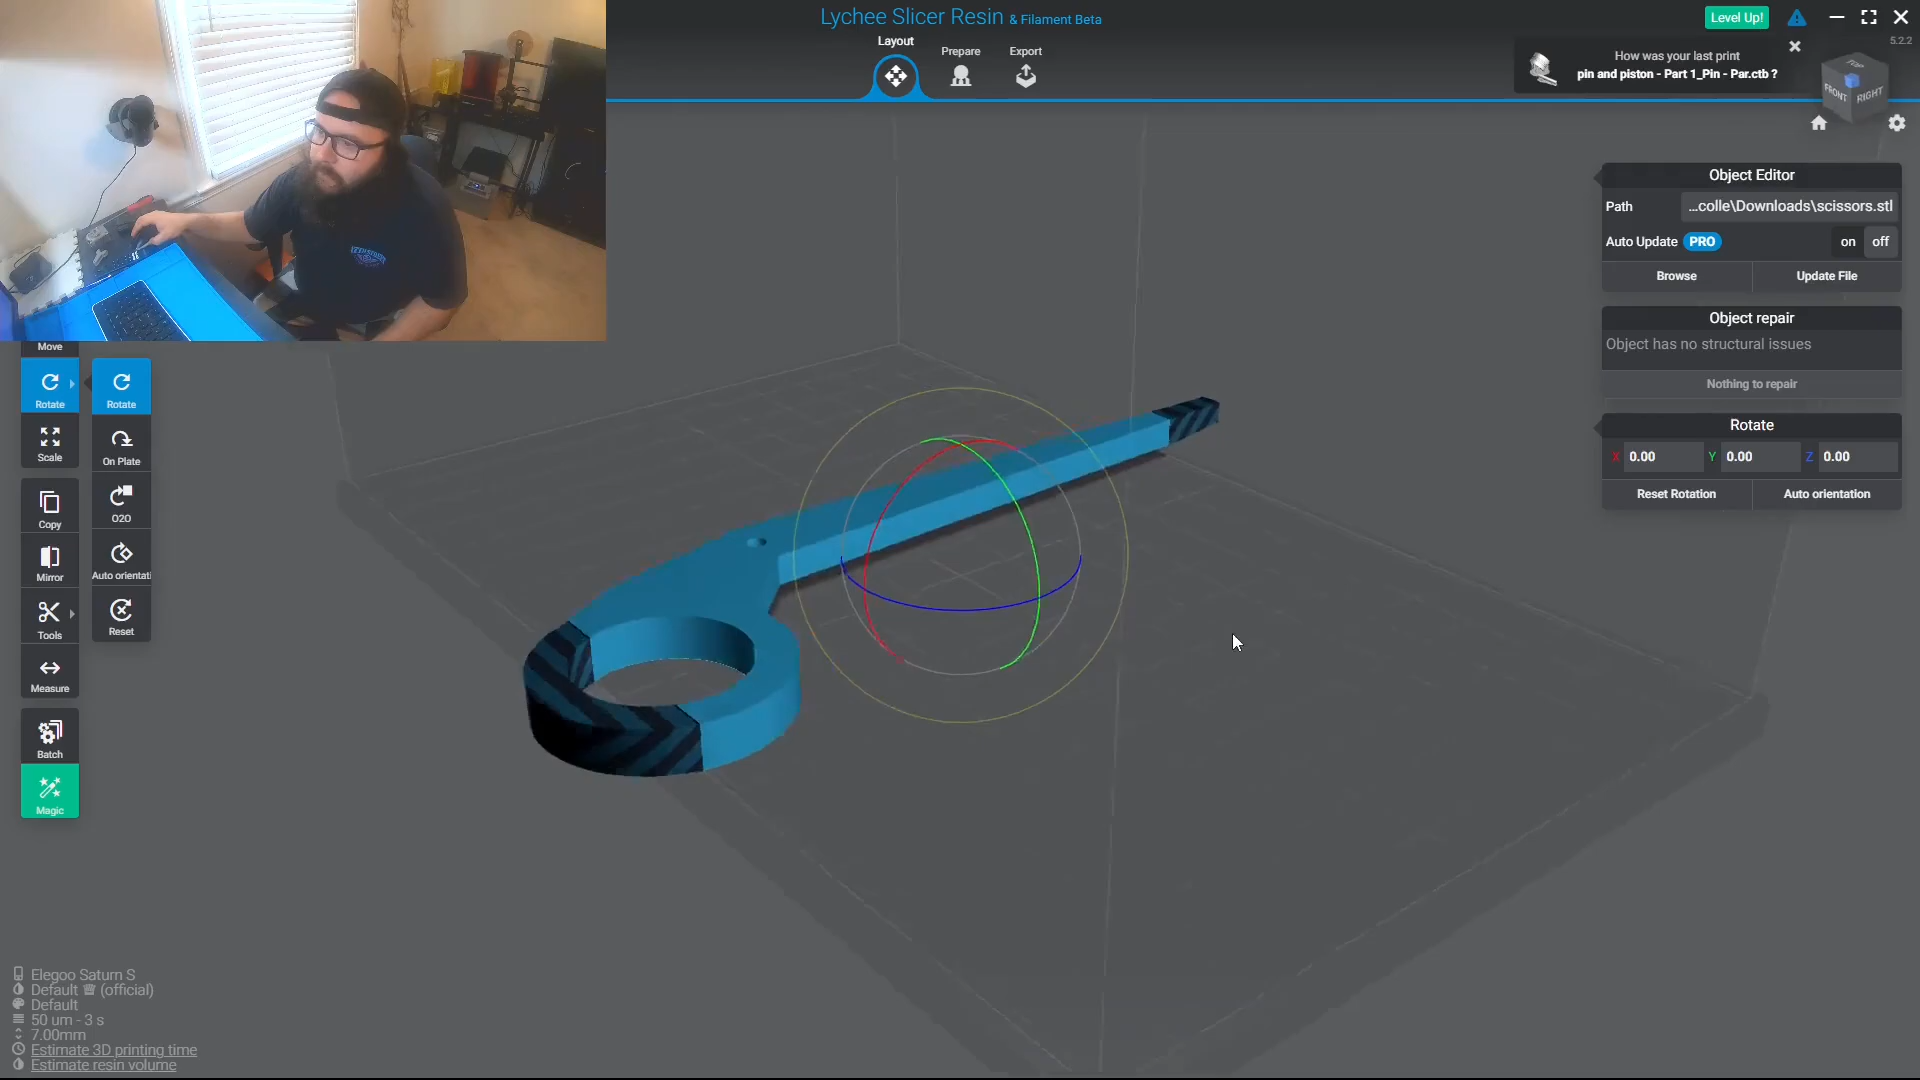 Lychee Slicer Resin & Filament Beta
Level Up!
5.2.2
Layout
Prepare
Export
How was your last print
pin and piston - Part 1_Pin - Par.ctb ?
TOP
FRONT
RIGHT
Object Editor
Path
...colle\Downloads\scissors.stl
Auto Update PRO on off
Browse
Update File
Object repair
Object has no structural issues
Nothing to repair
Rotate
X 0.00 Y 0.00 Z 0.00
Reset Rotation
Auto orientation
Move
Rotate
Scale
Copy
Mirror
Tools
Measure
Batch
Magic
Rotate
On Plate
O2O
Auto orientati
Reset
Elegoo Saturn S
Default (official)
Default
50 um - 3 s
7.00mm
Estimate 3D printing time
Estimate resin volume